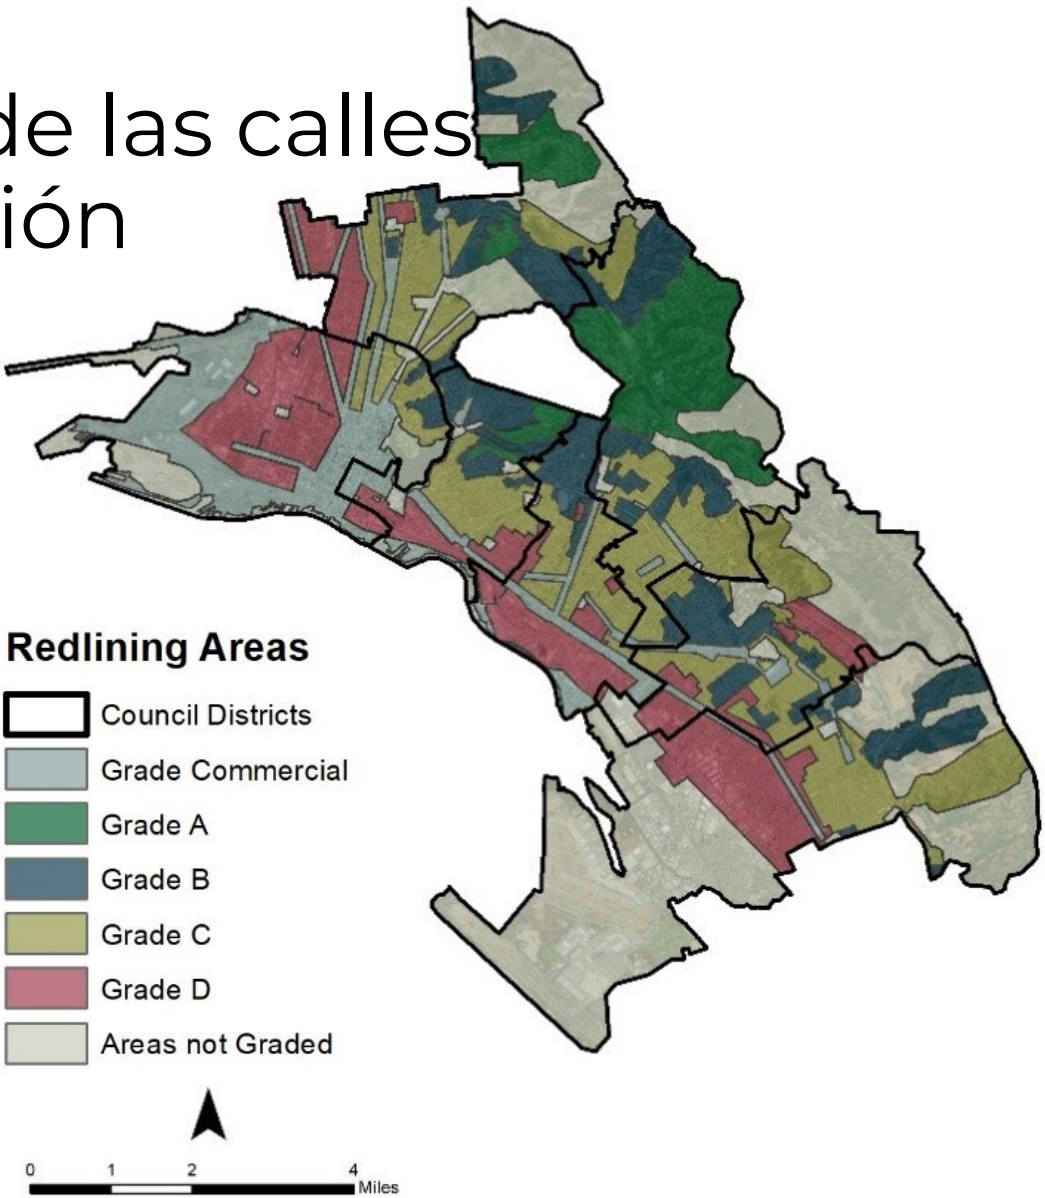 de las calles
ión
Redlining Areas
Council Districts
Grade Commercial
Grade A
Grade B
Grade C
Grade D
Areas not Graded
0 1 2 4
Miles